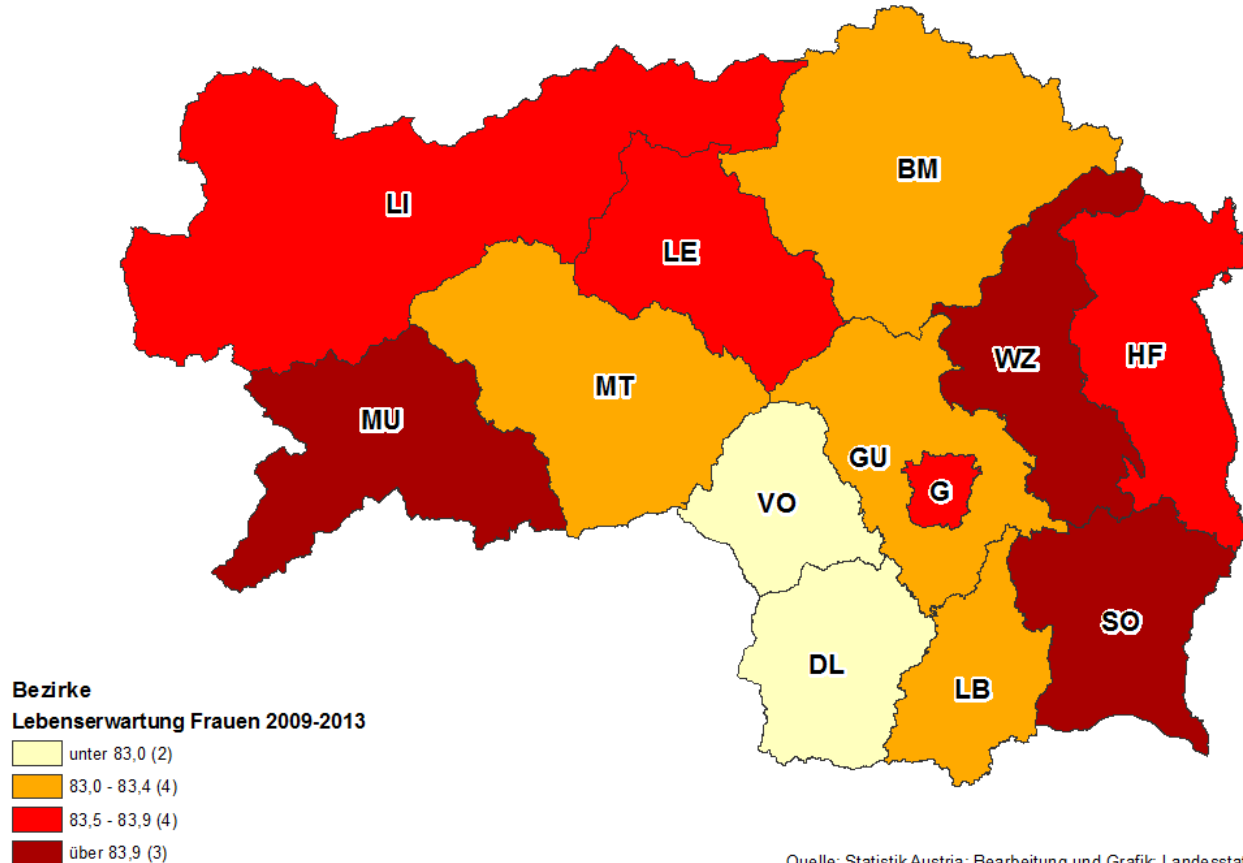 BM
LI
LE
WZ
HF
MT
MU
GU
G
VO
SO
DL
LB
Bezirke
Lebenserwartung Frauen 2009-2013
unter 83,0 (2)
83,0 - 83,4 (4)
83,5 - 83,9 (4)
über 83,9 (3)
Quelle: Statistik Austria; Bearbeitung und Grafik: